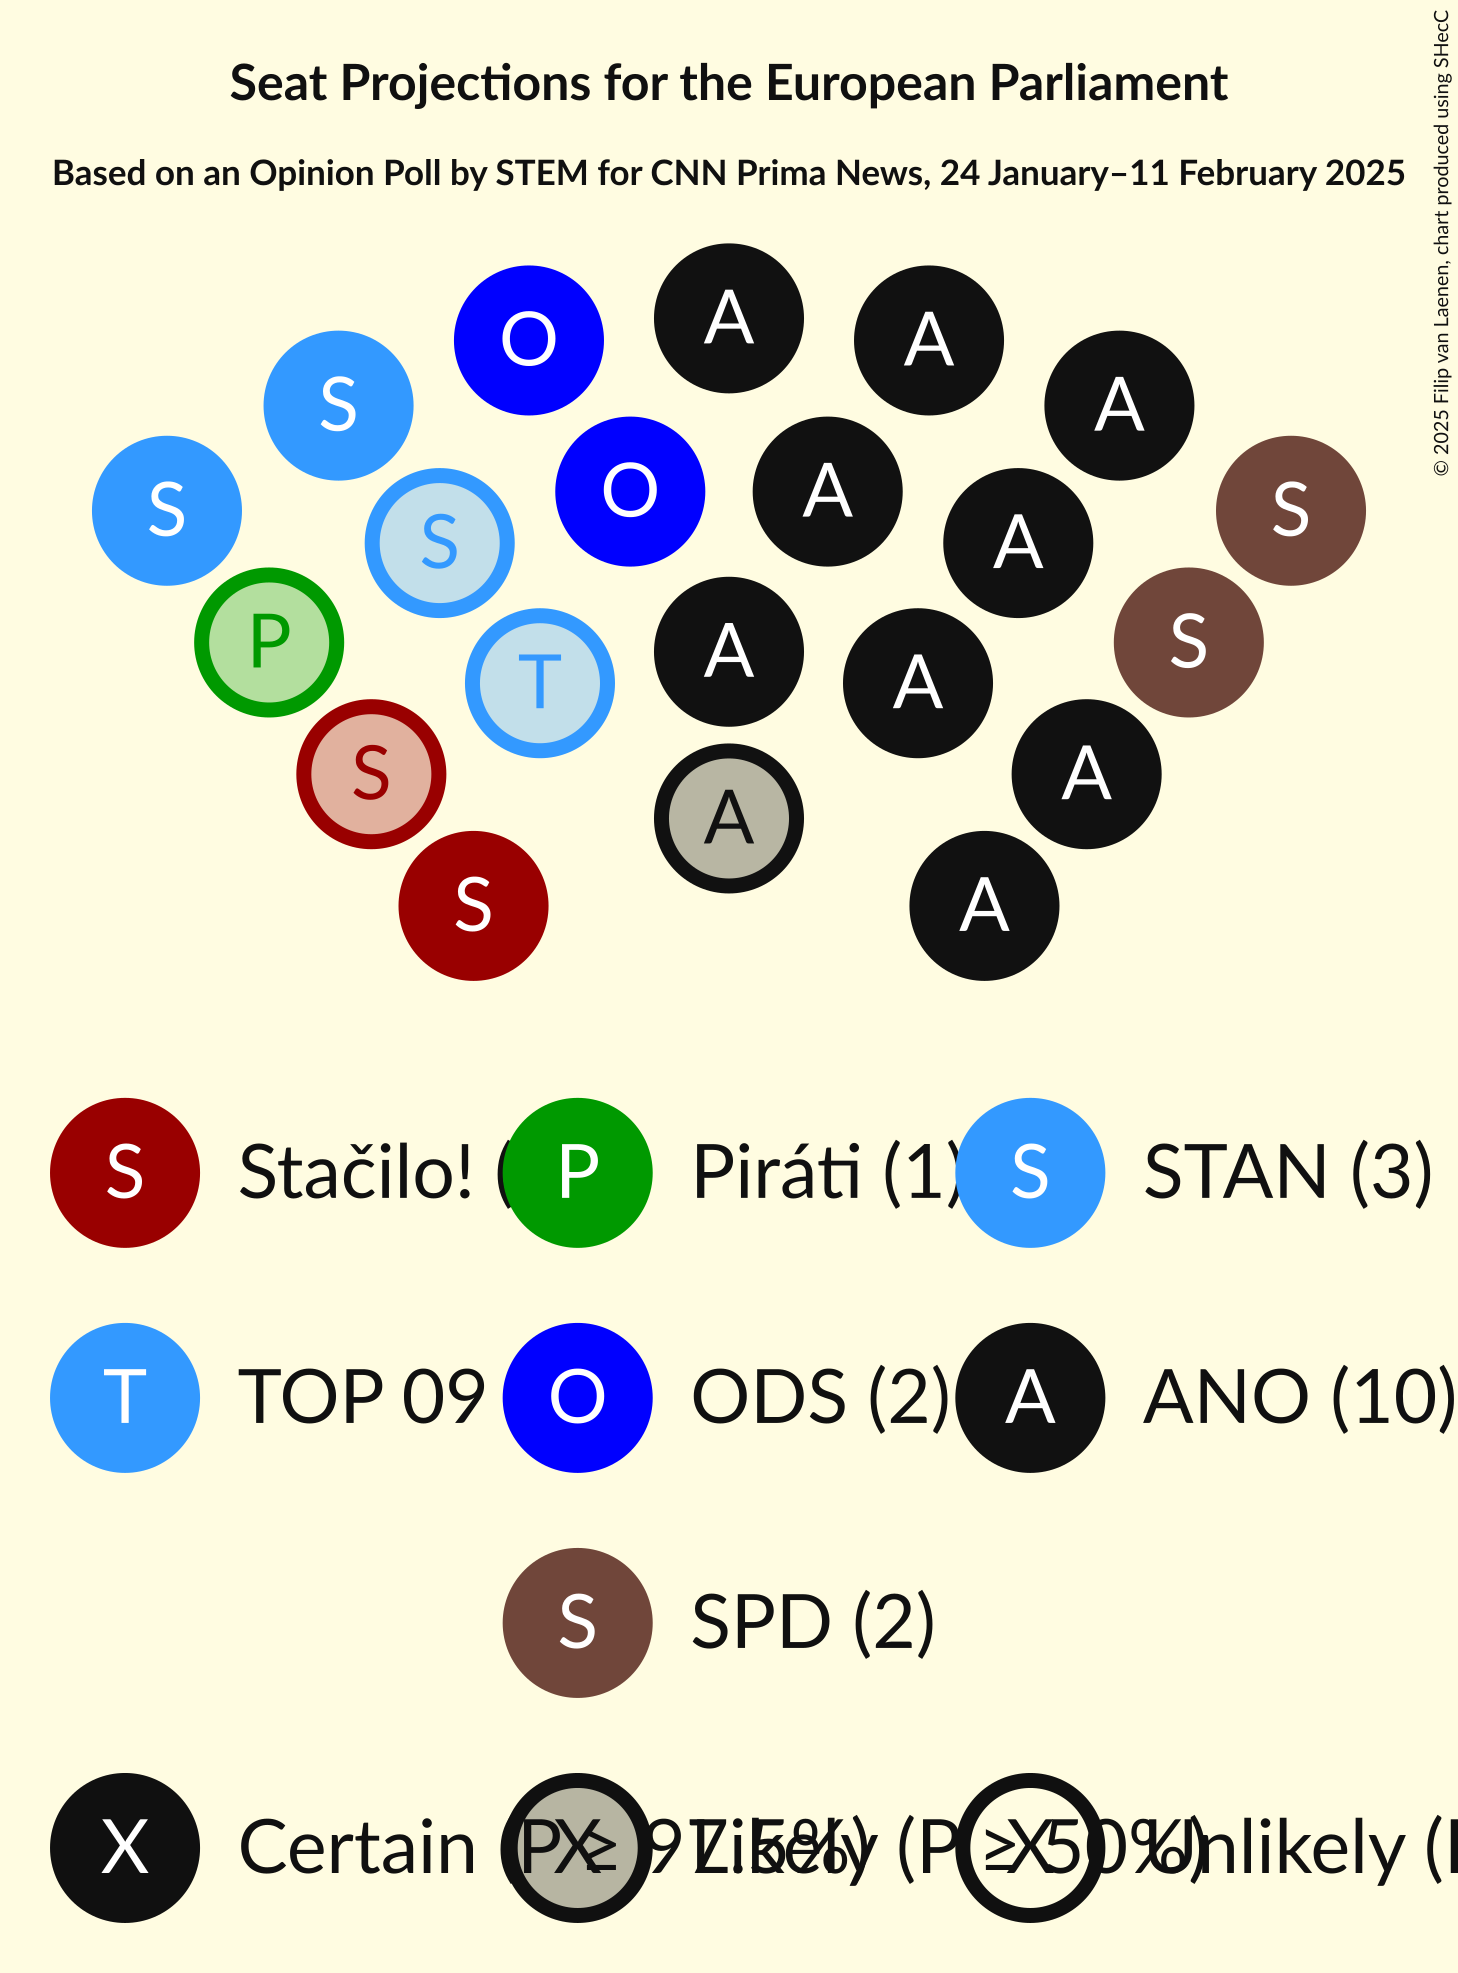 Seat Projections for the European Parliament
Based on an Opinion Poll by STEM for CNN Prima News, 24 January–11 February 2025
© 2025 Filip van Laenen, chart produced using SHecC
A
O A
S A
S O A S
S A
P T A A S
S A A
S A
S Stačilo! ( P Piráti (1) S STAN (3)
T TOP 09 O ODS (2) A ANO (10)
S SPD (2)
X Certain (P ≥ 97.5%) X Likely (P ≥ 50%) X Unlikely (